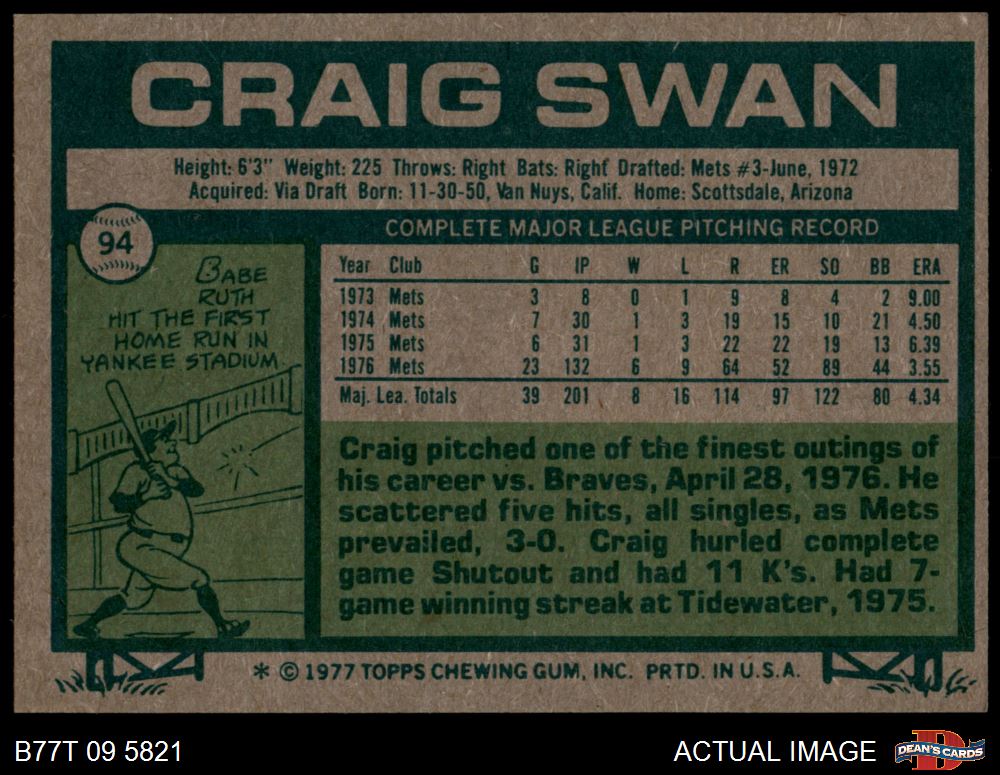 CRAIG SWAN
Height: 6'3" Weight: 225 Throws: Right Bats: Right Drafted: Mets #3-June, 1972
Acquired: Via Draft Born: 11-30-50, Van Nuys, Calif. Home: Scottsdale, Arizona
94
BABE
RUTH
HIT THE FIRST
HOME RUN IN
YANKEE STADIUM.
COMPLETE MAJOR LEAGUE PITCHING RECORD
Year Club G IP W L R ER SO BB ERA
1973 Mets 3 8 0 1 9 8 4 2 9.00
1974 Mets 7 30 1 3 19 15 10 21 4.50
1975 Mets 6 31 1 3 22 22 19 13 6.39
1976 Mets 23 132 6 9 64 52 89 44 3.55
Maj. Lea. Totals 39 201 8 16 114 97 122 80 4.34
Craig pitched one of the finest outings of
his career vs. Braves, April 28, 1976. He
scattered five hits, all singles, as Mets
prevailed, 3-0. Craig hurled complete
game Shutout and had 11 K's. Had 7-
game winning streak at Tidewater, 1975.
* © 1977 TOPPS CHEWING GUM, INC. PRTD. IN U.S.A.
B77T 09 5821
ACTUAL IMAGE
DEAN'S CARDS